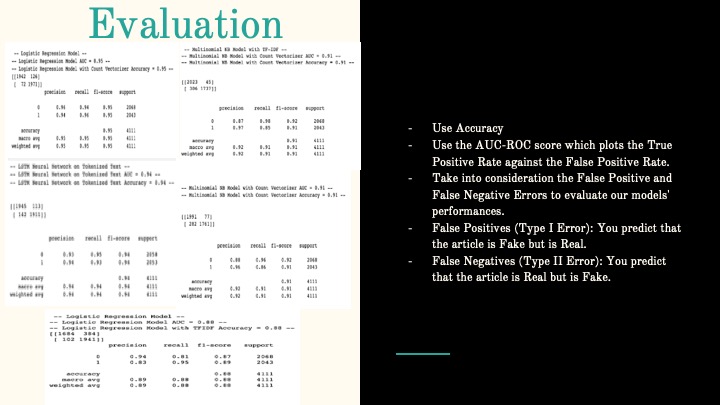 Evaluation
-- Logistic Regression Model --
-- Logistic Regression Model AUC = 0.95 --
-- Logistic Regression Model with Count Vectorizer Accuracy = 0.95 --
[[1942 126]
[ 72 1971]]
precision recall f1-score support
0 0.96 0.94 0.95 2068
1 0.94 0.96 0.95 2043
accuracy 0.95 4111
macro avg 0.95 0.95 0.95 4111
weighted avg 0.95 0.95 0.95 4111
-- Multinomial NB Model with TF-IDF --
-- Multinomial NB Model with Count Vectorizer AUC = 0.91 --
-- Multinomial NB Model with Count Vectorizer Accuracy = 0.91 --
[[2023 45]
[ 306 1737]]
precision recall f1-score support
0 0.87 0.98 0.92 2068
1 0.97 0.85 0.91 2043
accuracy 0.91 4111
macro avg 0.92 0.91 0.91 4111
weighted avg 0.92 0.91 0.91 4111
-- LSTM Neural Network on Tokenized Text --
-- LSTM Neural Network on Tokenized Text AUC = 0.94 --
-- LSTM Neural Network on Tokenized Text Accuracy = 0.94 --
[[1945 113]
[ 142 1911]]
precision recall f1-score support
0 0.93 0.95 0.94 2058
1 0.94 0.93 0.94 2053
accuracy 0.94 4111
macro avg 0.94 0.94 0.94 4111
weighted avg 0.94 0.94 0.94 4111
-- Multinomial NB Model with Count Vectorizer AUC = 0.91 --
-- Multinomial NB Model with Count Vectorizer Accuracy = 0.91 --
[[1991 77]
[ 282 1761]]
precision recall f1-score support
0 0.88 0.96 0.92 2068
1 0.96 0.86 0.91 2043
accuracy 0.91 4111
macro avg 0.92 0.91 0.91 4111
weighted avg 0.92 0.91 0.91 4111
-- Logistic Regression Model --
-- Logistic Regression Model AUC = 0.88 --
-- Logistic Regression Model with TFIDF Accuracy = 0.88 --
[[1684 384]
[ 102 1941]]
precision recall f1-score support
0 0.94 0.81 0.87 2068
1 0.83 0.95 0.89 2043
accuracy 0.88 4111
macro avg 0.89 0.88 0.88 4111
weighted avg 0.89 0.88 0.88 4111
- Use Accuracy
- Use the AUC-ROC score which plots the True
Positive Rate against the False Positive Rate.
- Take into consideration the False Positive and
False Negative Errors to evaluate our models'
performances.
- False Positives (Type I Error): You predict that
the article is Fake but is Real.
- False Negatives (Type II Error): You predict
that the article is Real but is Fake.